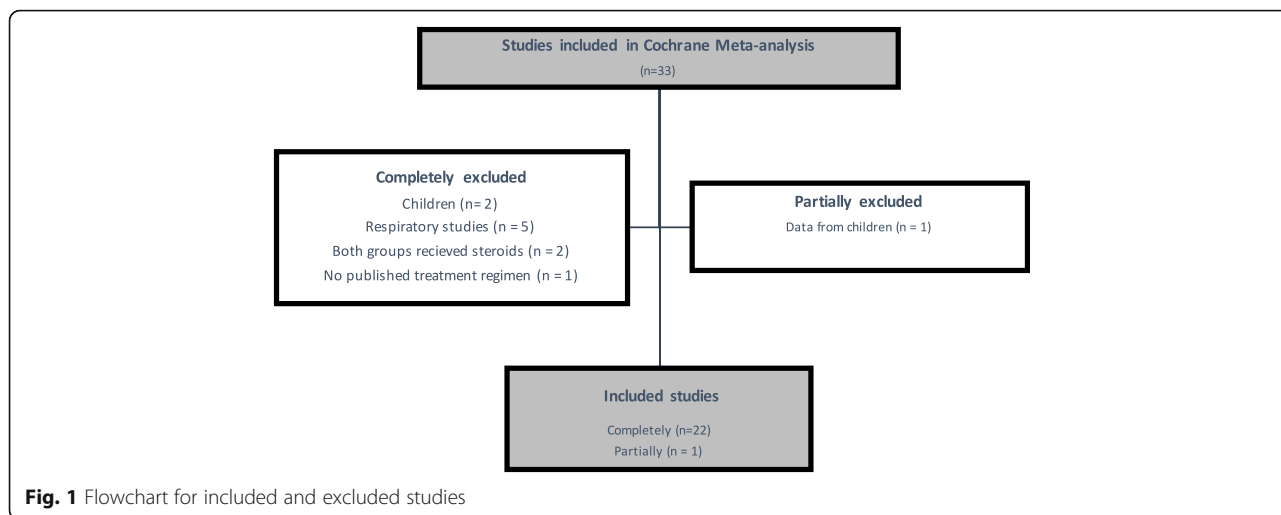 Studies included in Cochrane Meta-analysis
(n=33)
Completely excluded
Children (n= 2)
Respiratory studies (n = 5)
Both groups recieved steroids (n = 2)
No published treatment regimen (n = 1)
Partially excluded
Data from children (n = 1)
Included studies
Completely (n=22)
Partially (n = 1)
Fig. 1 Flowchart for included and excluded studies